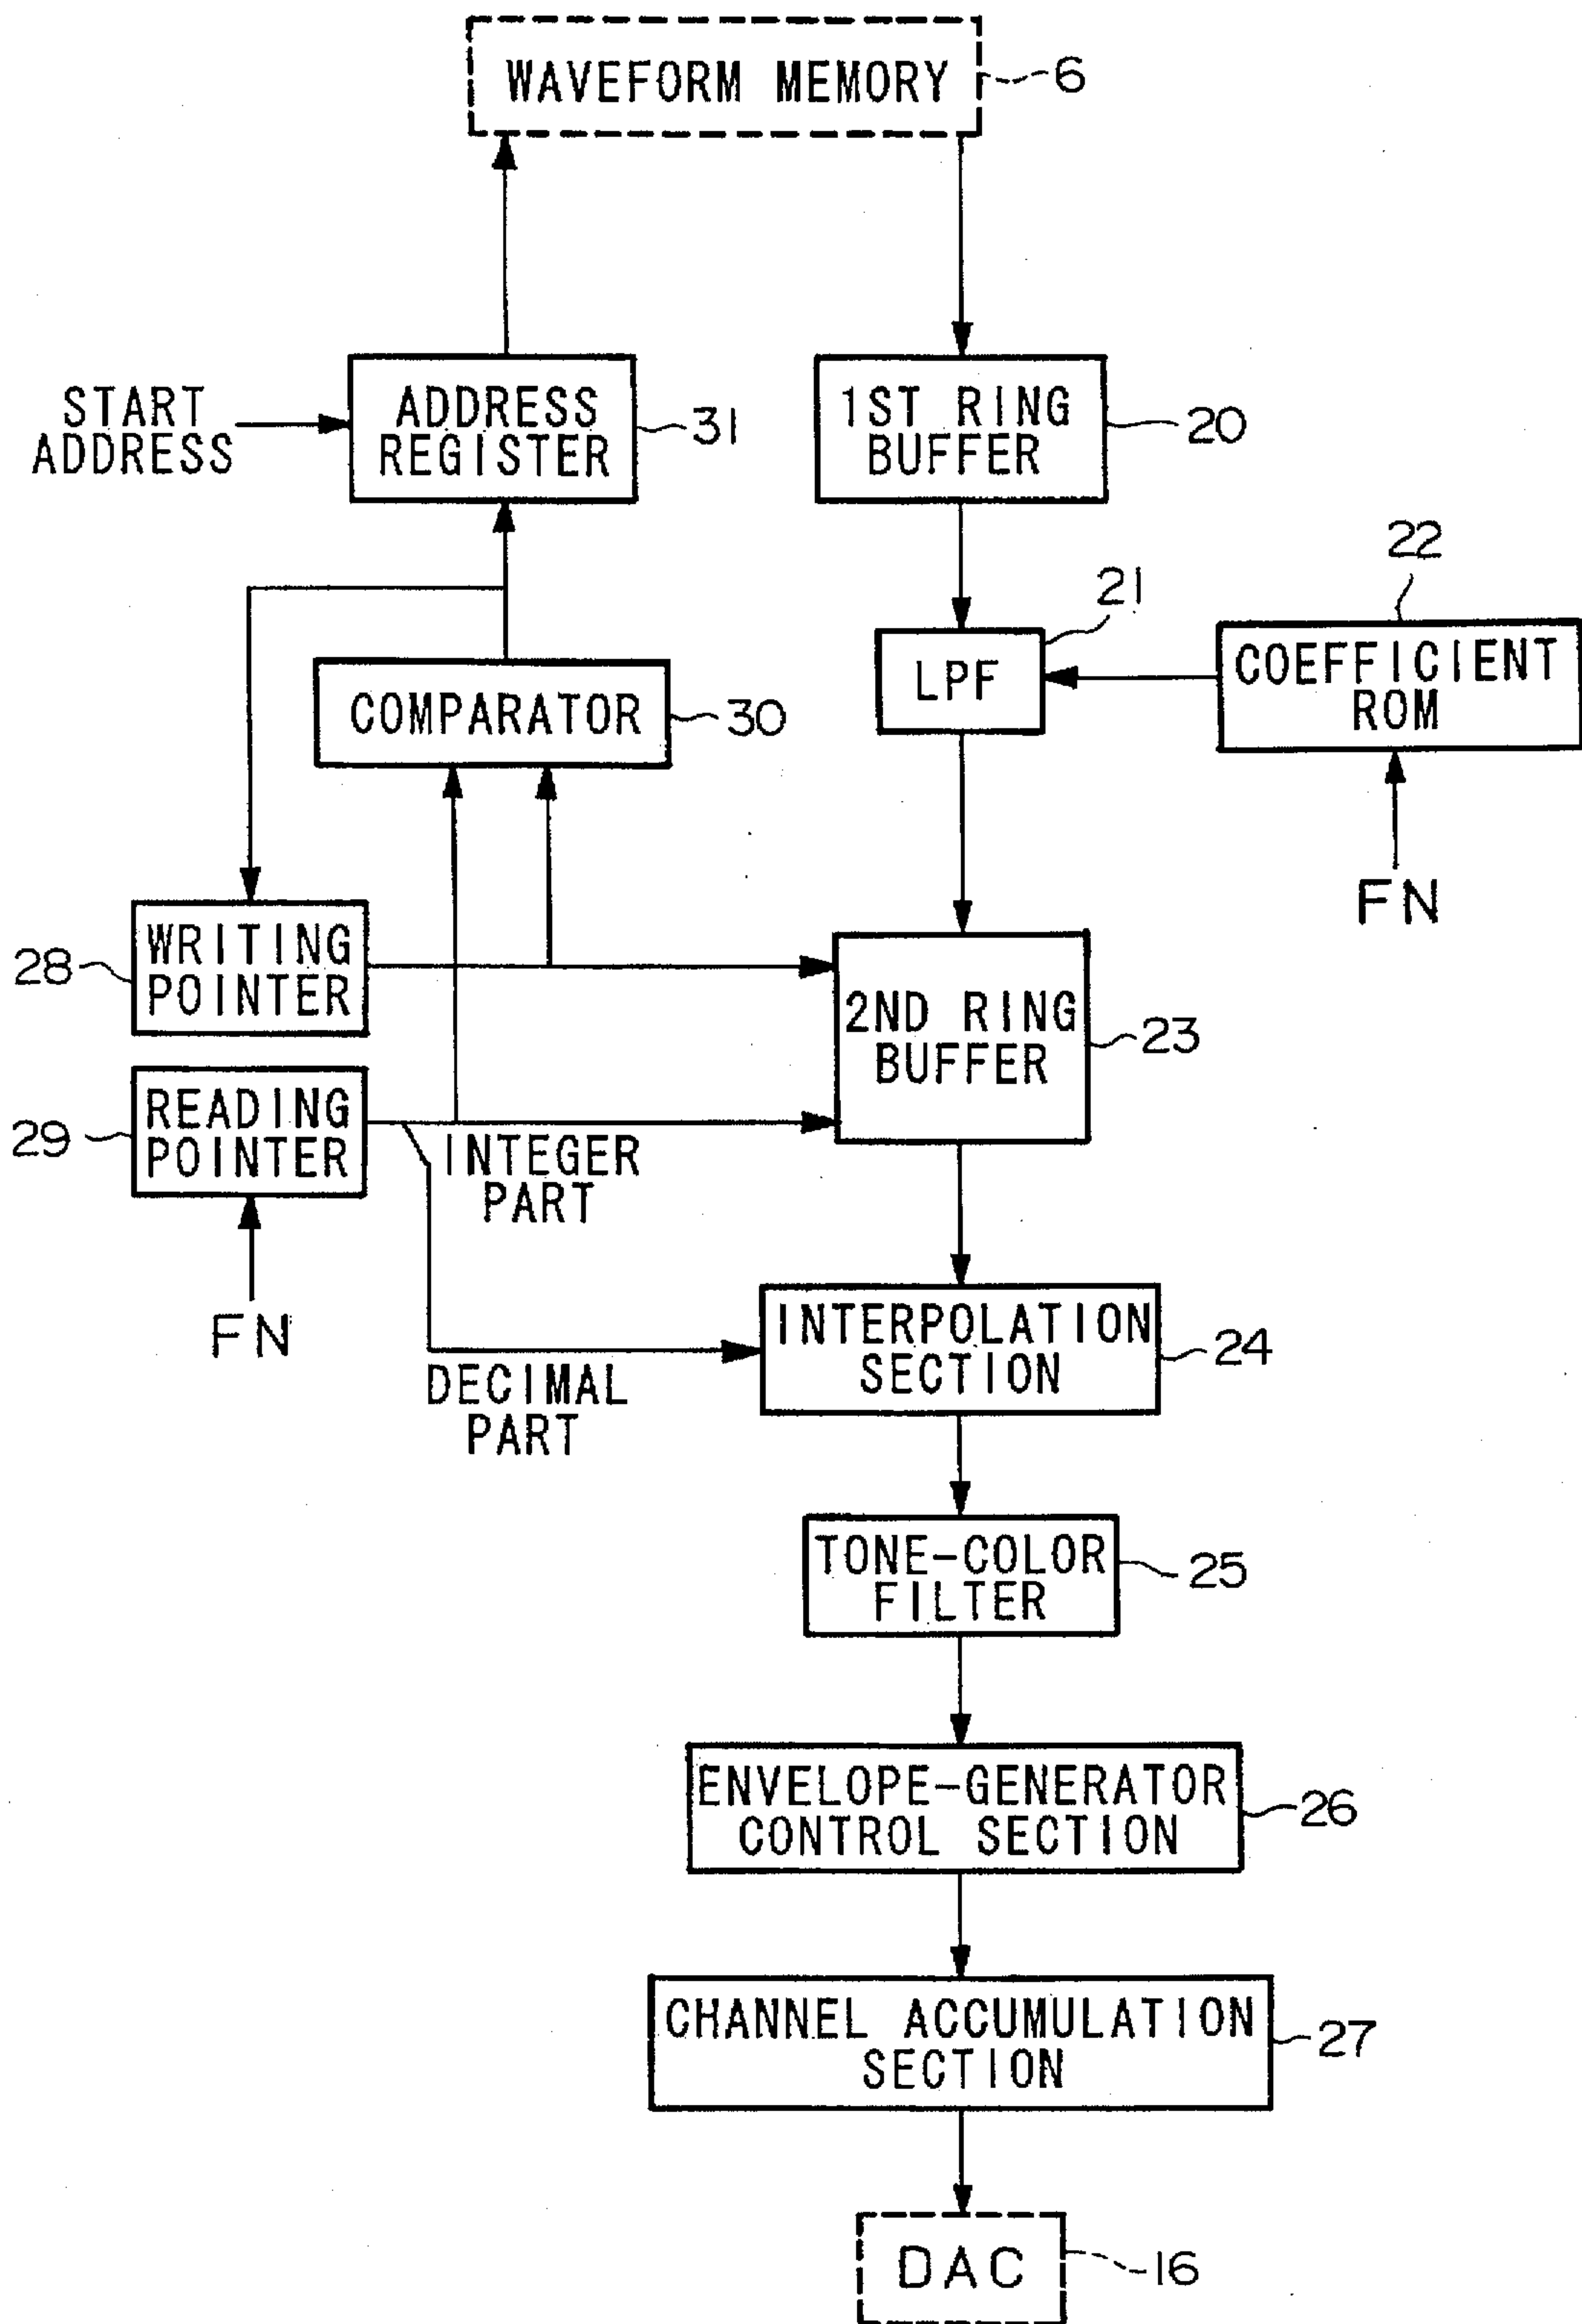 WAVEFORM MEMORY
6
START
ADDRESS
ADDRESS
REGISTER
31
1ST RING
BUFFER
20
22
21
LPF
COEFFICIENT
ROM
COMPARATOR
30
FN
WRITING
POINTER
28
2ND RING
BUFFER
23
READING
POINTER
29
INTEGER
PART
FN
INTERPOLATION
SECTION
24
DECIMAL
PART
TONE-COLOR
FILTER
25
ENVELOPE-GENERATOR
CONTROL SECTION
26
CHANNEL ACCUMULATION
SECTION
27
DAC
16